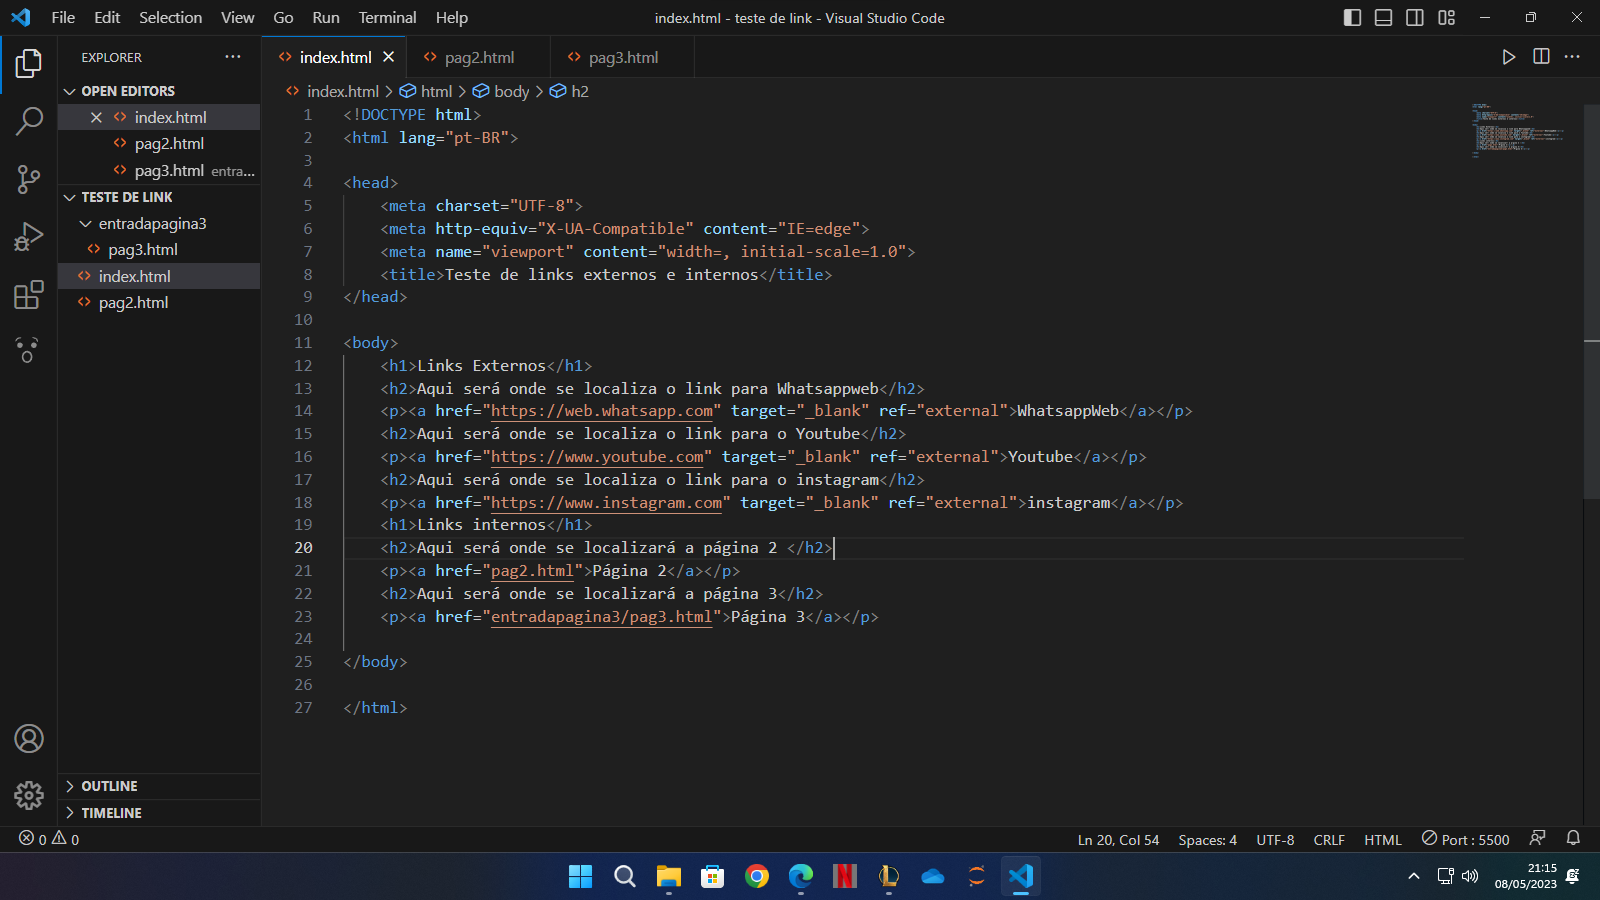 File Edit Selection View Go Run Terminal Help
index.html - teste de link - Visual Studio Code
EXPLORER
OPEN EDITORS
index.html
pag2.html
pag3.html entra...
TESTE DE LINK
entradapagina3
pag3.html
index.html
pag2.html
OUTLINE
TIMELINE
index.html pag2.html pag3.html
index.html > html > body > h2
1 <!DOCTYPE html>
2 <html lang="pt-BR">
3
4 <head>
5 <meta charset="UTF-8">
6 <meta http-equiv="X-UA-Compatible" content="IE=edge">
7 <meta name="viewport" content="width=, initial-scale=1.0">
8 <title>Teste de links externos e internos</title>
9 </head>
10
11 <body>
12 <h1>Links Externos</h1>
13 <h2>Aqui será onde se localiza o link para Whatsappweb</h2>
14 <p><a href="https://web.whatsapp.com" target="_blank" ref="external">WhatsappWeb</a></p>
15 <h2>Aqui será onde se localiza o link para o Youtube</h2>
16 <p><a href="https://www.youtube.com" target="_blank" ref="external">Youtube</a></p>
17 <h2>Aqui será onde se localiza o link para o instagram</h2>
18 <p><a href="https://www.instagram.com" target="_blank" ref="external">instagram</a></p>
19 <h1>Links internos</h1>
20 <h2>Aqui será onde se localizará a página 2 </h2>
21 <p><a href="pag2.html">Página 2</a></p>
22 <h2>Aqui será onde se localizará a página 3</h2>
23 <p><a href="entradapagina3/pag3.html">Página 3</a></p>
24
25 </body>
26
27 </html>
0 0 Ln 20, Col 54 Spaces: 4 UTF-8 CRLF HTML Port : 5500
21:15
08/05/2023